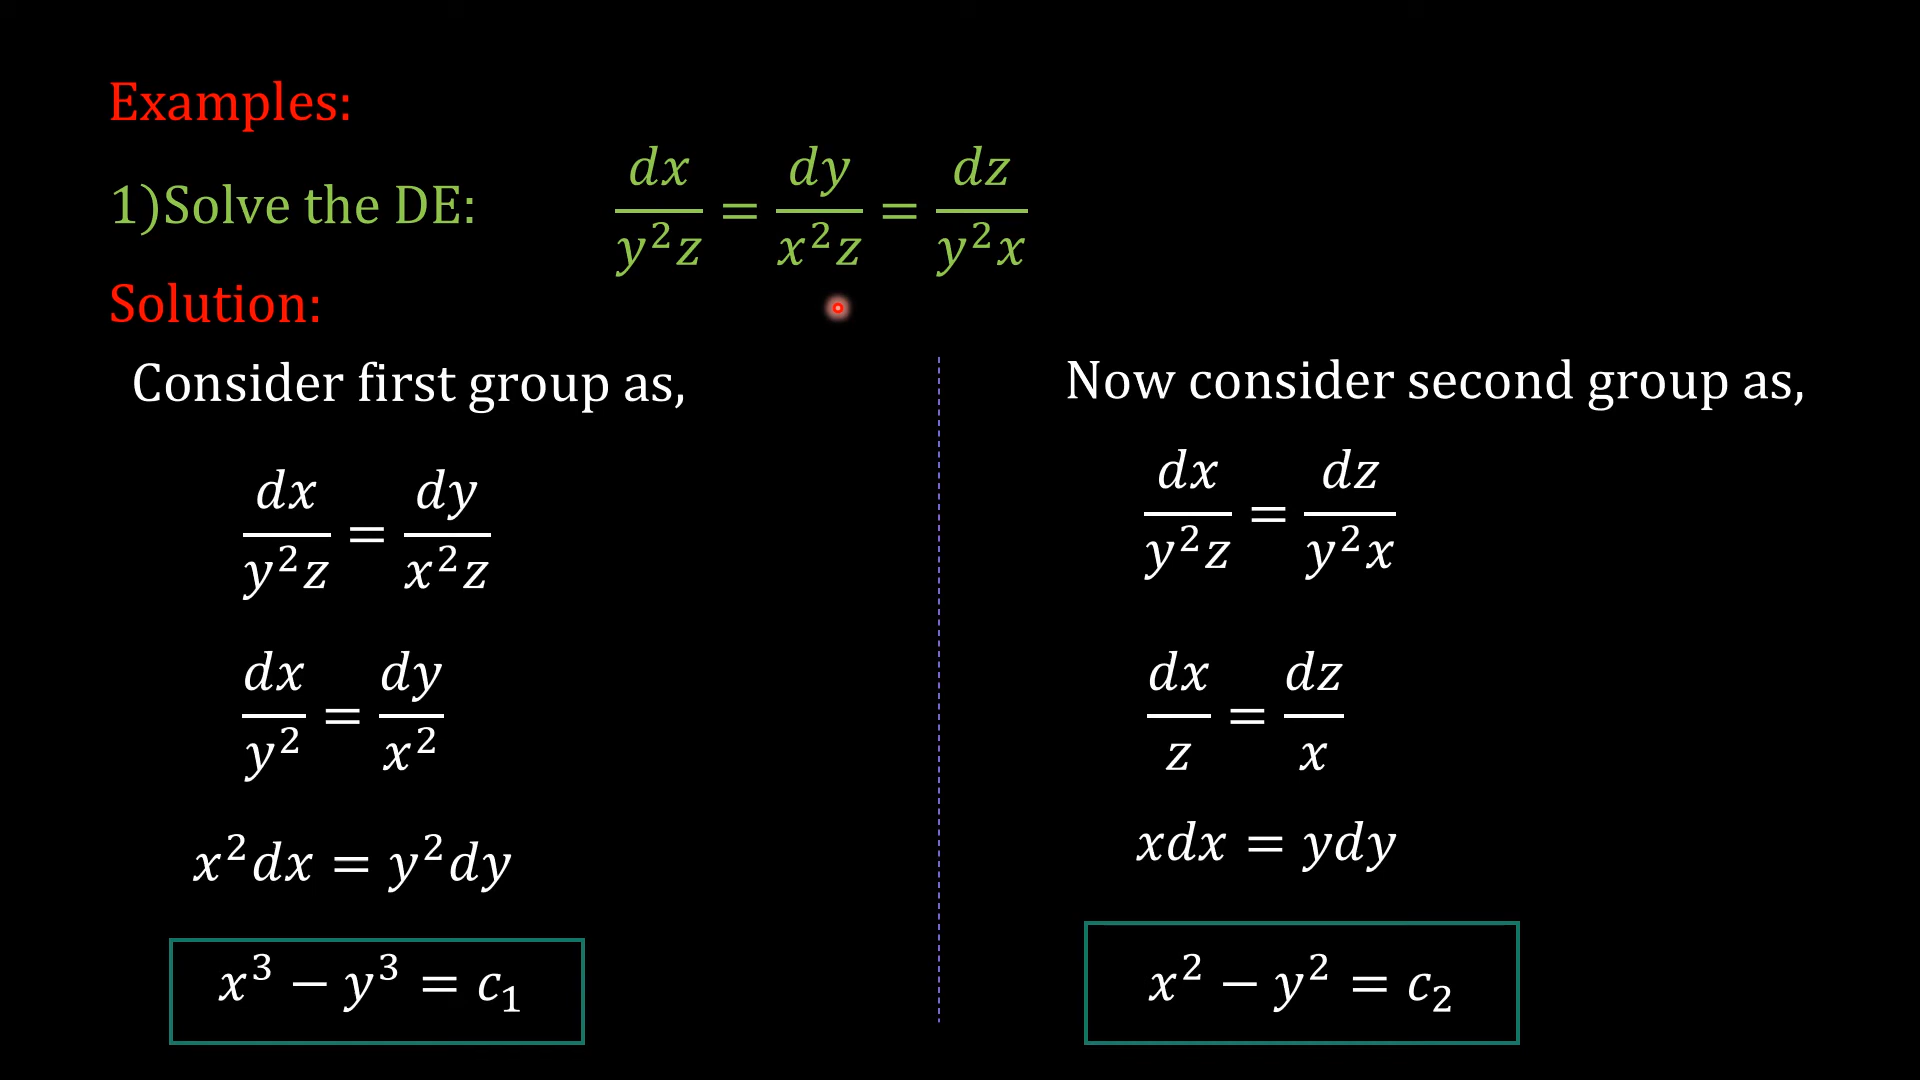 Examples:
1)Solve the DE: dx/y²z = dy/x²z = dz/y²x
Solution:
Consider first group as,
dx/y²z = dy/x²z
dx/y² = dy/x²
x²dx = y²dy
x³ − y³ = c₁
Now consider second group as,
dx/y²z = dz/y²x
dx/z = dz/x
xdx = ydy
x² − y² = c₂